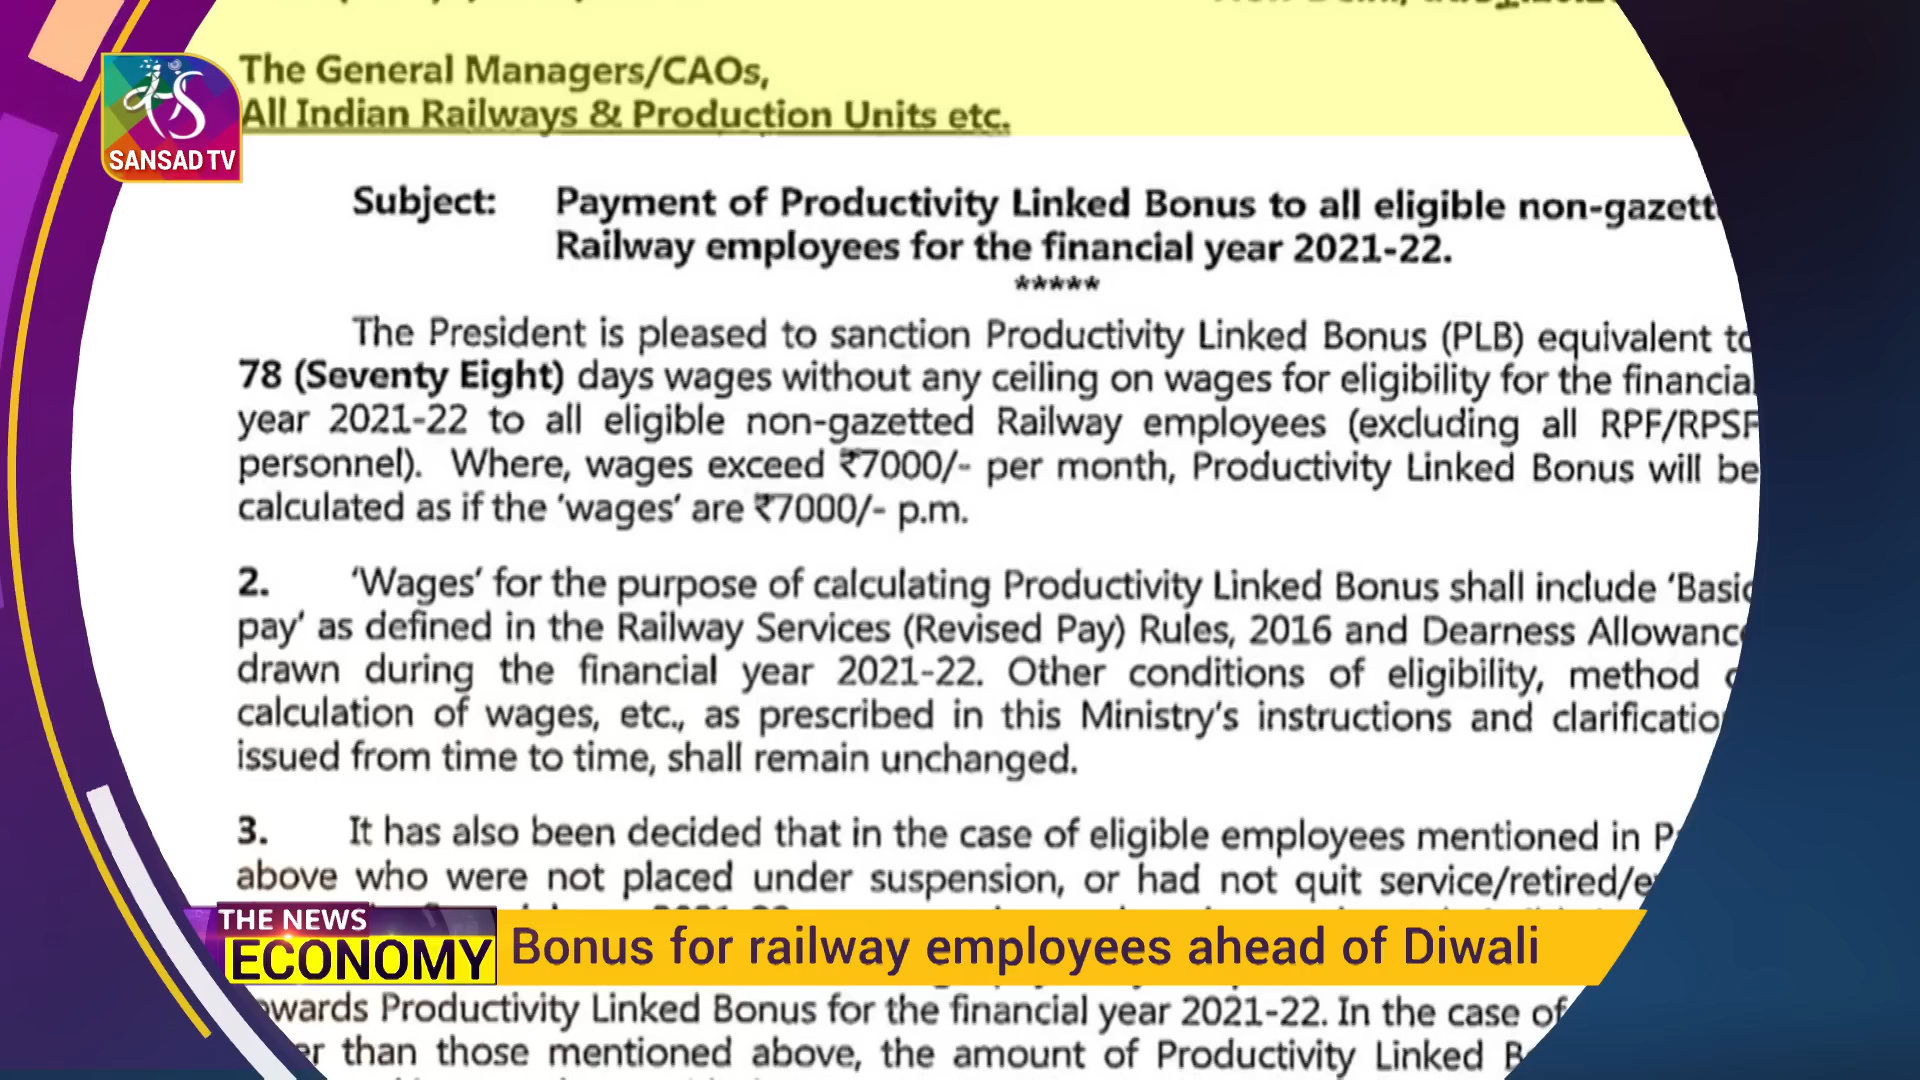 The General Managers/CAOs,
All Indian Railways & Production Units etc.
SANSAD TV
Subject: Payment of Productivity Linked Bonus to all eligible
Railway employees for the financial year 2021-22.
*****
The President is pleased to sanction Productivity Linked Bonus (PLB) equivalent
78 (Seventy Eight) days wages without any ceiling on wages for eligibility for the
year 2021-22 to all eligible non-gazetted Railway employees (excluding all RPF/RPSF
personnel). Where, wages exceed ₹7000/- per month, Productivity Linked Bonus will be
calculated as if the 'wages' are ₹7000/- p.m.
2. 'Wages' for the purpose of calculating Productivity Linked Bonus shall include
pay' as defined in the Railway Services (Revised Pay) Rules, 2016 and Dearness
drawn during the financial year 2021-22. Other conditions of eligibility, method
calculation of wages, etc., as prescribed in this Ministry's instructions and
issued from time to time, shall remain unchanged.
3. It has also been decided that in the case of eligible employees mentioned in
above who were not placed under suspension, or had not quit service/retired/
THE NEWS
ECONOMY
Bonus for railway employees ahead of Diwali
Productivity Linked Bonus for the financial year 2021-22. In the case of
than those mentioned above, the amount of Productivity Linked